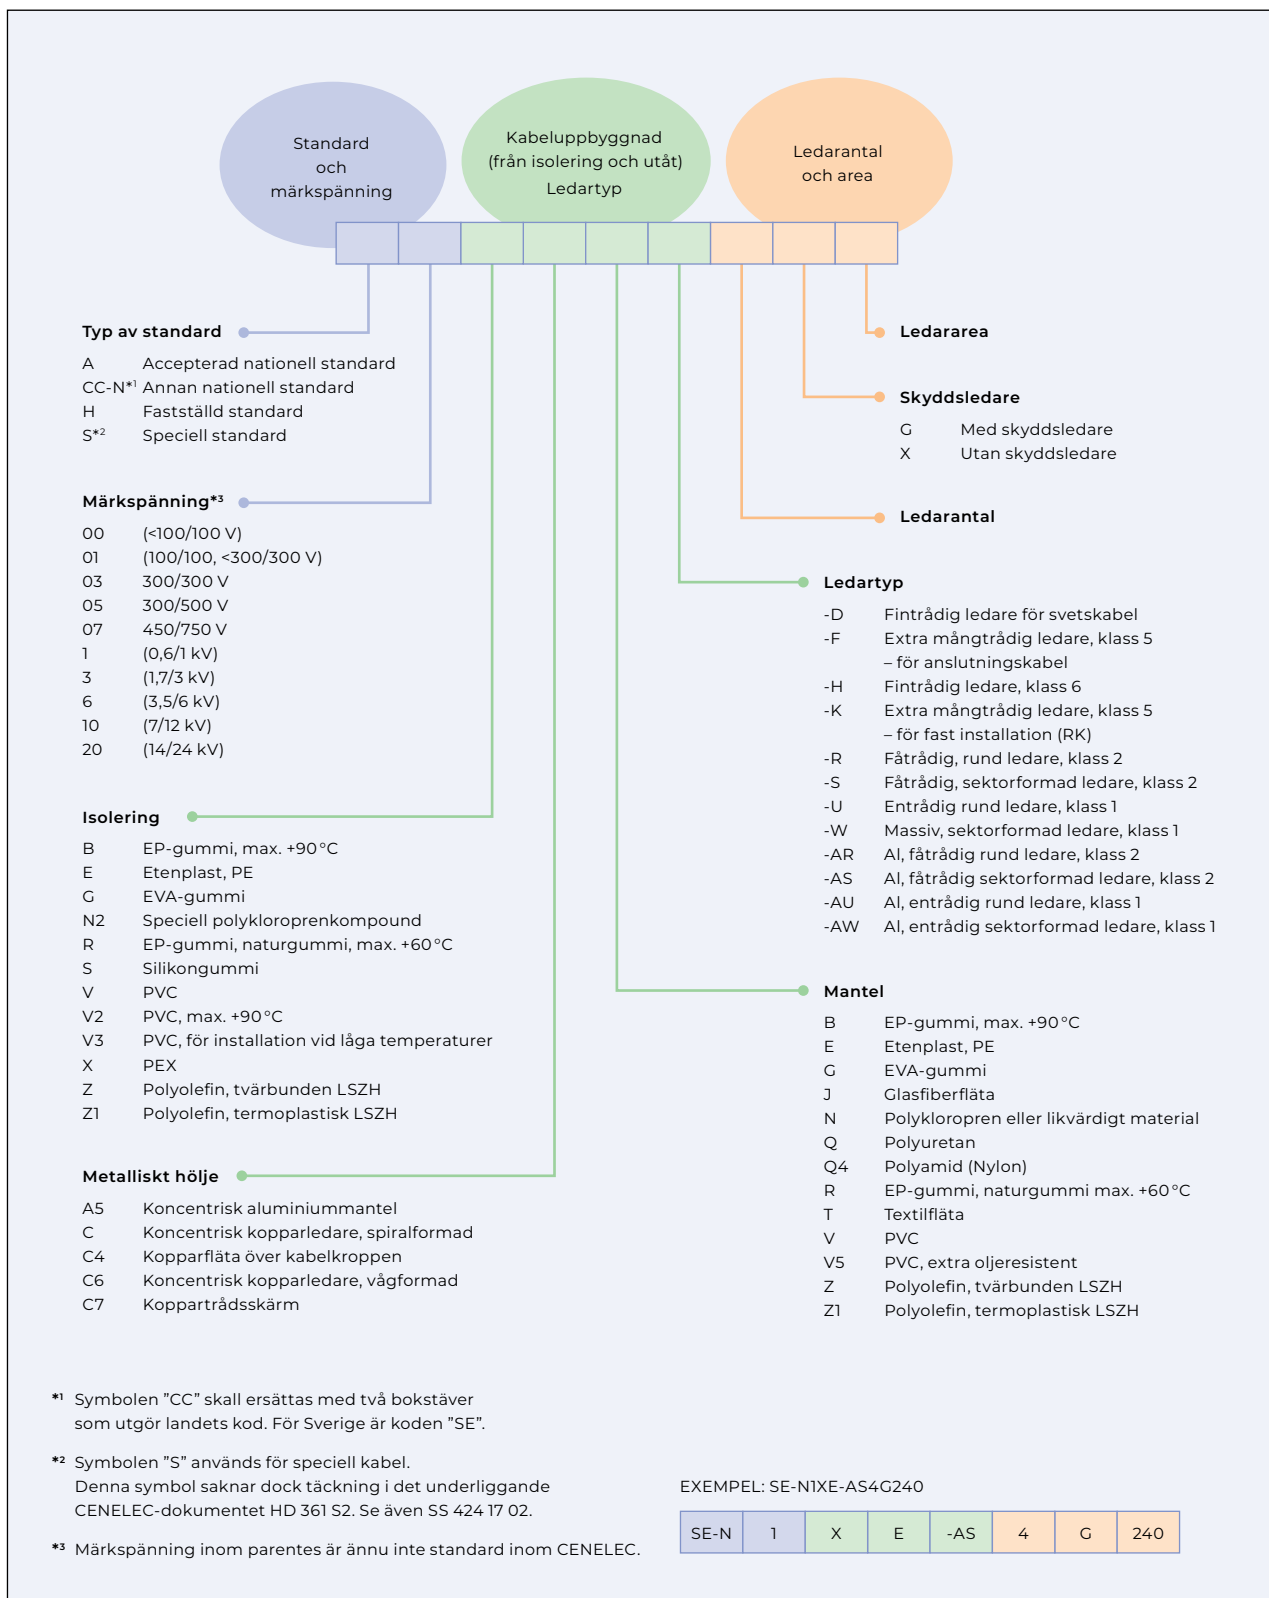 Standard
och
märkspänning
Kabeluppbyggnad
(från isolering och utåt)
Ledartyp
Ledarantal
och area
Typ av standard
A Accepterad nationell standard
CC-N*1 Annan nationell standard
H Fastställd standard
S*2 Speciell standard
Märkspänning*3
00 (<100/100 V)
01 (100/100, <300/300 V)
03 300/300 V
05 300/500 V
07 450/750 V
1 (0,6/1 kV)
3 (1,7/3 kV)
6 (3,5/6 kV)
10 (7/12 kV)
20 (14/24 kV)
Isolering
B EP-gummi, max. +90 °C
E Etenplast, PE
G EVA-gummi
N2 Speciell polykloroprenkompound
R EP-gummi, naturgummi, max. +60 °C
S Silikongummi
V PVC
V2 PVC, max. +90 °C
V3 PVC, för installation vid låga temperaturer
X PEX
Z Polyolefin, tvärbunden LSZH
Z1 Polyolefin, termoplastisk LSZH
Metalliskt hölje
A5 Koncentrisk aluminiummantel
C Koncentrisk kopparledare, spiralformad
C4 Kopparfläta över kabelkroppen
C6 Koncentrisk kopparledare, vågformad
C7 Koppartrådsskärm
Ledararea
Skyddsledare
G Med skyddsledare
X Utan skyddsledare
Ledarantal
Ledartyp
-D Fintrådig ledare för svetskabel
-F Extra mångtrådig ledare, klass 5
– för anslutningskabel
-H Fintrådig ledare, klass 6
-K Extra mångtrådig ledare, klass 5
– för fast installation (RK)
-R Fåtrådig, rund ledare, klass 2
-S Fåtrådig, sektorformad ledare, klass 2
-U Entrådig rund ledare, klass 1
-W Massiv, sektorformad ledare, klass 1
-AR Al, fåtrådig rund ledare, klass 2
-AS Al, fåtrådig sektorformad ledare, klass 2
-AU Al, entrådig rund ledare, klass 1
-AW Al, entrådig sektorformad ledare, klass 1
Mantel
B EP-gummi, max. +90 °C
E Etenplast, PE
G EVA-gummi
J Glasfiberfläta
N Polykloropren eller likvärdigt material
Q Polyuretan
Q4 Polyamid (Nylon)
R EP-gummi, naturgummi max. +60 °C
T Textilfläta
V PVC
V5 PVC, extra oljeresistent
Z Polyolefin, tvärbunden LSZH
Z1 Polyolefin, termoplastisk LSZH
*1 Symbolen ”CC” skall ersättas med två bokstäver
som utgör landets kod. För Sverige är koden ”SE”.
*2 Symbolen ”S” används för speciell kabel.
Denna symbol saknar dock täckning i det underliggande
CENELEC-dokumentet HD 361 S2. Se även SS 424 17 02.
*3 Märkspänning inom parentes är ännu inte standard inom CENELEC.
EXEMPEL: SE-N1XE-AS4G240
SE-N 1 X E -AS 4 G 240